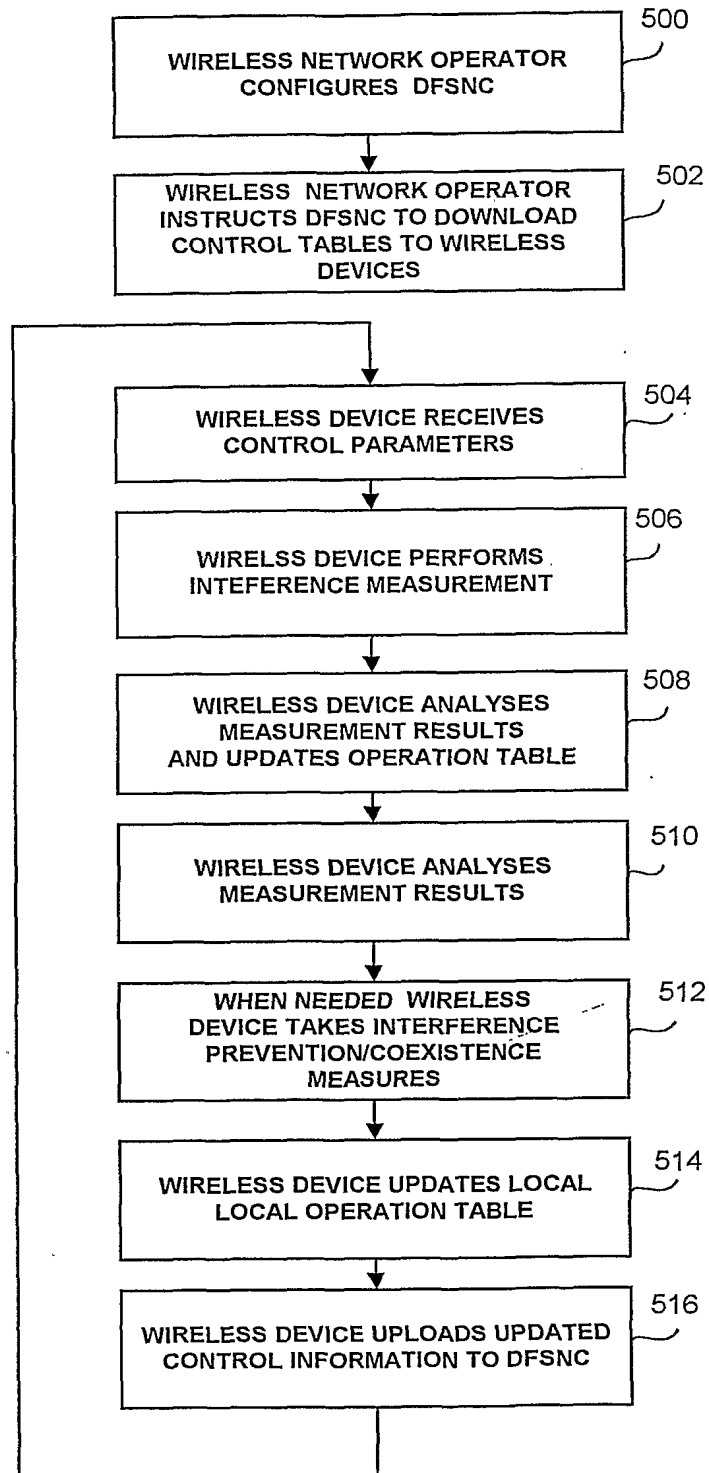 500
WIRELESS NETWORK OPERATOR
CONFIGURES DFSNC
502
WIRELESS NETWORK OPERATOR
INSTRUCTS DFSNC TO DOWNLOAD
CONTROL TABLES TO WIRELESS
DEVICES
504
WIRELESS DEVICE RECEIVES
CONTROL PARAMETERS
506
WIRELSS DEVICE PERFORMS
INTEFERENCE MEASUREMENT
508
WIRELESS DEVICE ANALYSES
MEASUREMENT RESULTS
AND UPDATES OPERATION TABLE
510
WIRELESS DEVICE ANALYSES
MEASUREMENT RESULTS
512
WHEN NEEDED WIRELESS
DEVICE TAKES INTERFERENCE
PREVENTION/COEXISTENCE
MEASURES
514
WIRELESS DEVICE UPDATES LOCAL
LOCAL OPERATION TABLE
516
WIRELESS DEVICE UPLOADS UPDATED
CONTROL INFORMATION TO DFSNC